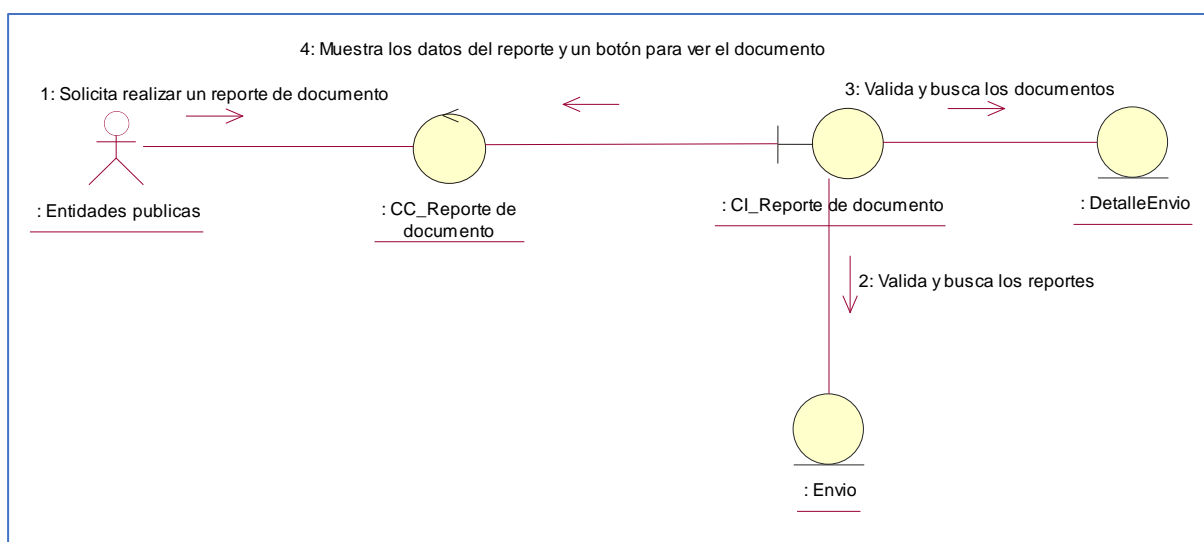 4: Muestra los datos del reporte y un botón para ver el documento
1: Solicita realizar un reporte de documento
3: Valida y busca los documentos
: Entidades publicas
: CC_Reporte de
documento
: CI_Reporte de documento
: DetalleEnvio
2: Valida y busca los reportes
: Envio